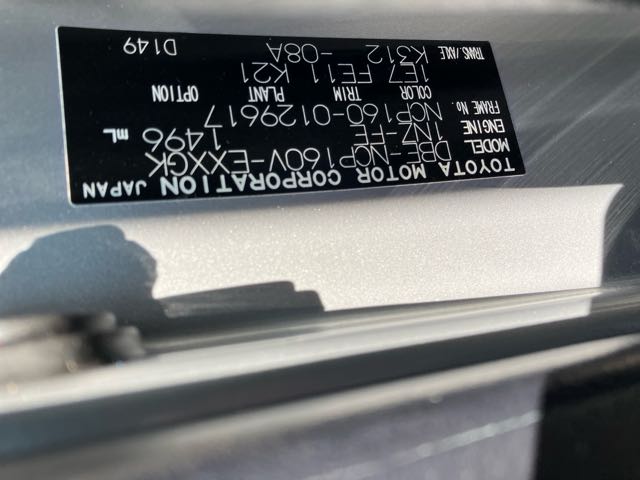 TOYOTA MOTOR CORPORATION JAPAN
MODEL DBE-NCP160V-EXXGK
ENGINE 1NZ-FE 1496 mL
FRAME No. NCP160-0129617
COLOR TRIM PLANT OPTION
1E7 FE11 K21
TRANS/AXLE K312 -08A
D149